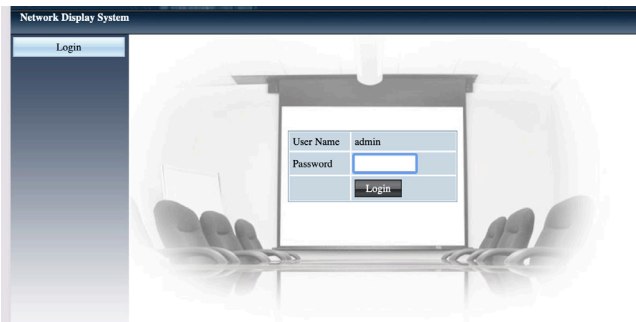 Network Display System
Login
User Name admin
Password
Login